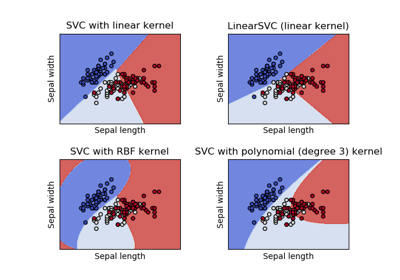 SVC with linear kernel
LinearSVC (linear kernel)
Sepal width
Sepal length
Sepal width
Sepal length
SVC with RBF kernel
SVC with polynomial (degree 3) kernel
Sepal width
Sepal length
Sepal width
Sepal length